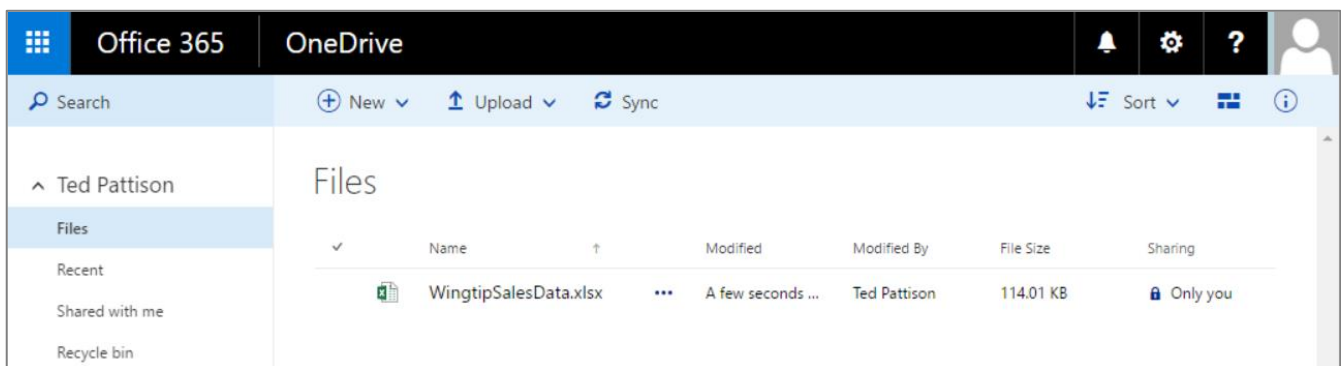 Office 365 OneDrive ?
Search New Upload Sync Sort
Ted Pattison
Files
Recent
Shared with me
Recycle bin
Files
Name Modified Modified By File Size Sharing
WingtipSalesData.xlsx ... A few seconds ... Ted Pattison 114.01 KB Only you